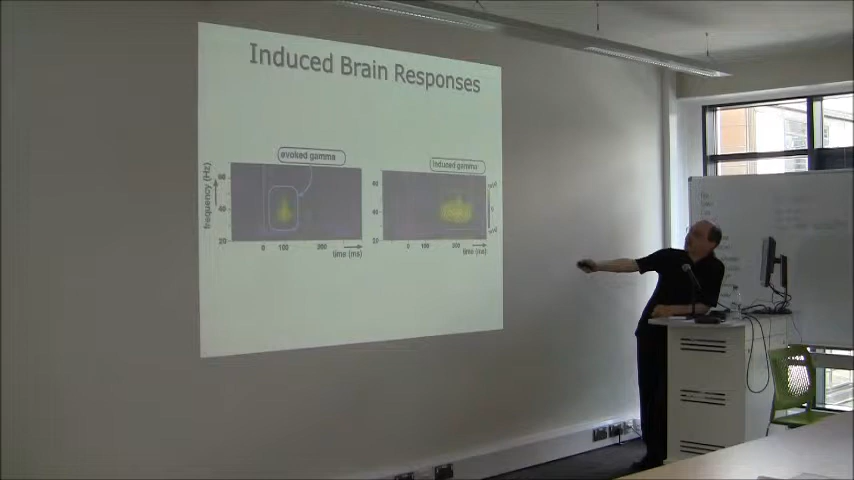 Induced Brain Responses
evoked gamma
induced gamma
frequency (Hz)
60
40
20
0 100 200
time (ms)
60
40
20
0 100 200
time (ms)